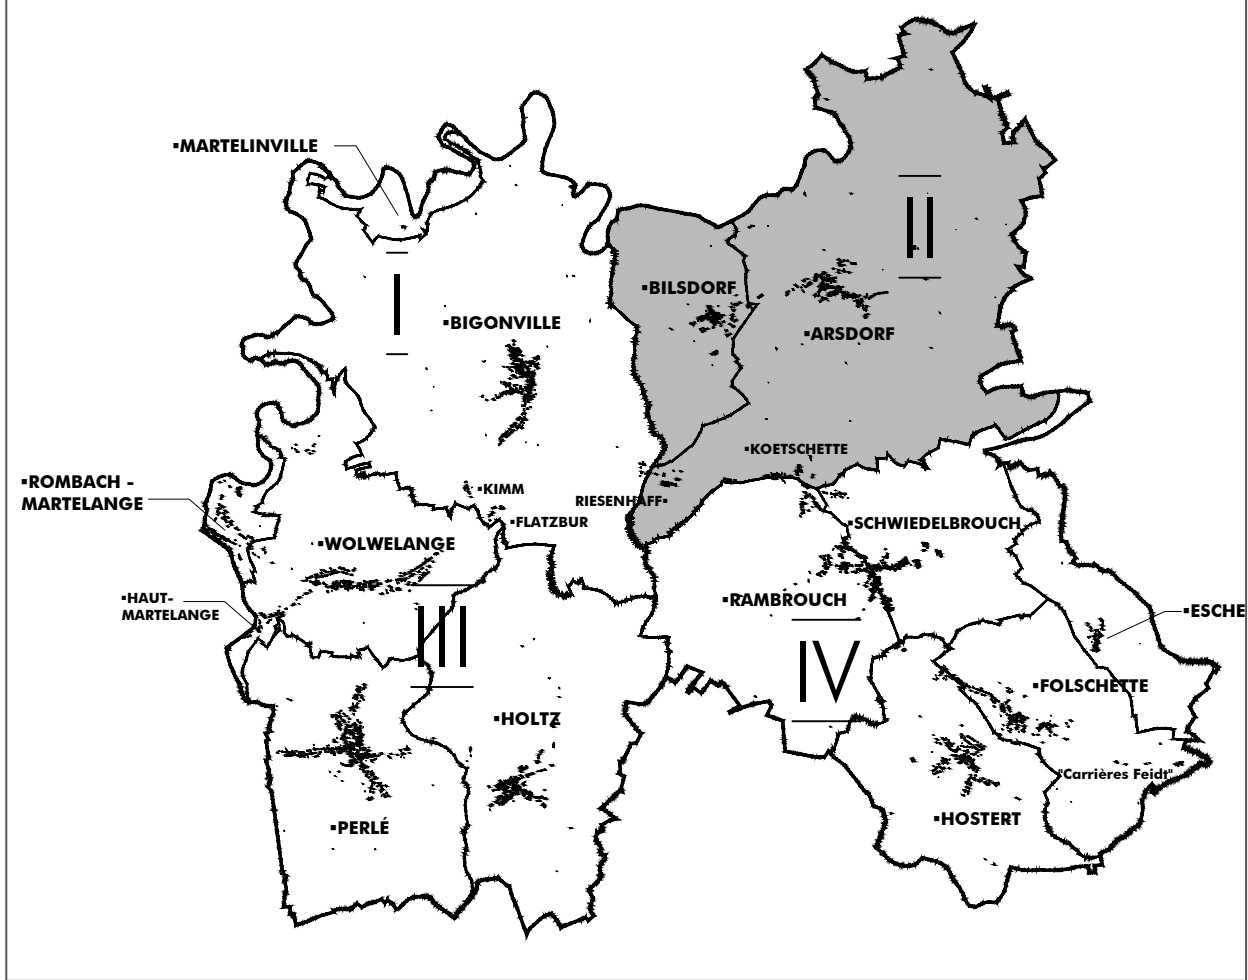 ▪MARTELINVILLE
II
▪BILSDORF
I
▪BIGONVILLE
▪ARSDORF
▪KOETSCHETTE
▪ROMBACH -
MARTELANGE
▪KIMM
RIESENHAFF▪
▪FLATZBUR
▪SCHWIEDELBROUCH
▪WOLWELANGE
▪HAUT-
MARTELANGE
▪RAMBROUCH
▪ESCHE
III
IV
▪FOLSCHETTE
▪HOLTZ
"Carrières Feidt"
▪PERLÉ
▪HOSTERT